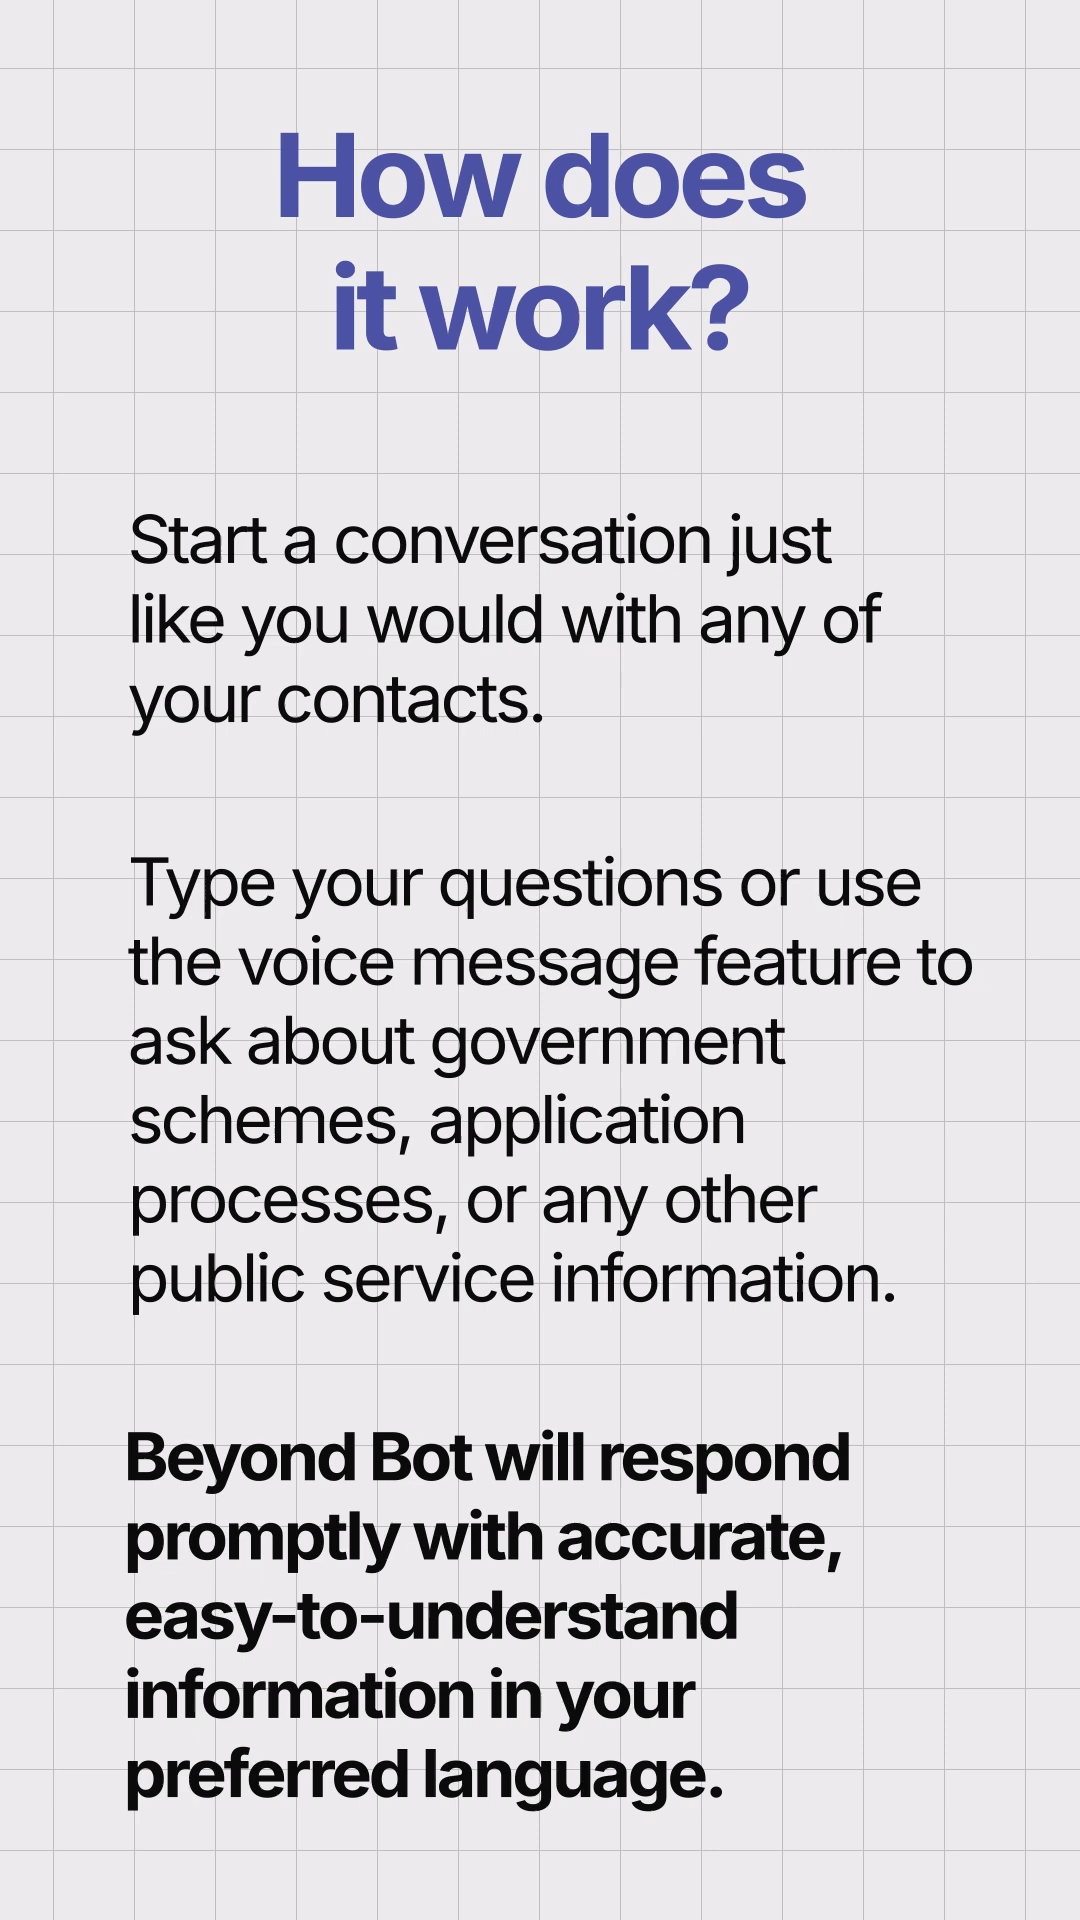 How does
it work?
Start a conversation just
like you would with any of
your contacts.
Type your questions or use
the voice message feature to
ask about government
schemes, application
processes, or any other
public service information.
Beyond Bot will respond
promptly with accurate,
easy-to-understand
information in your
preferred language.